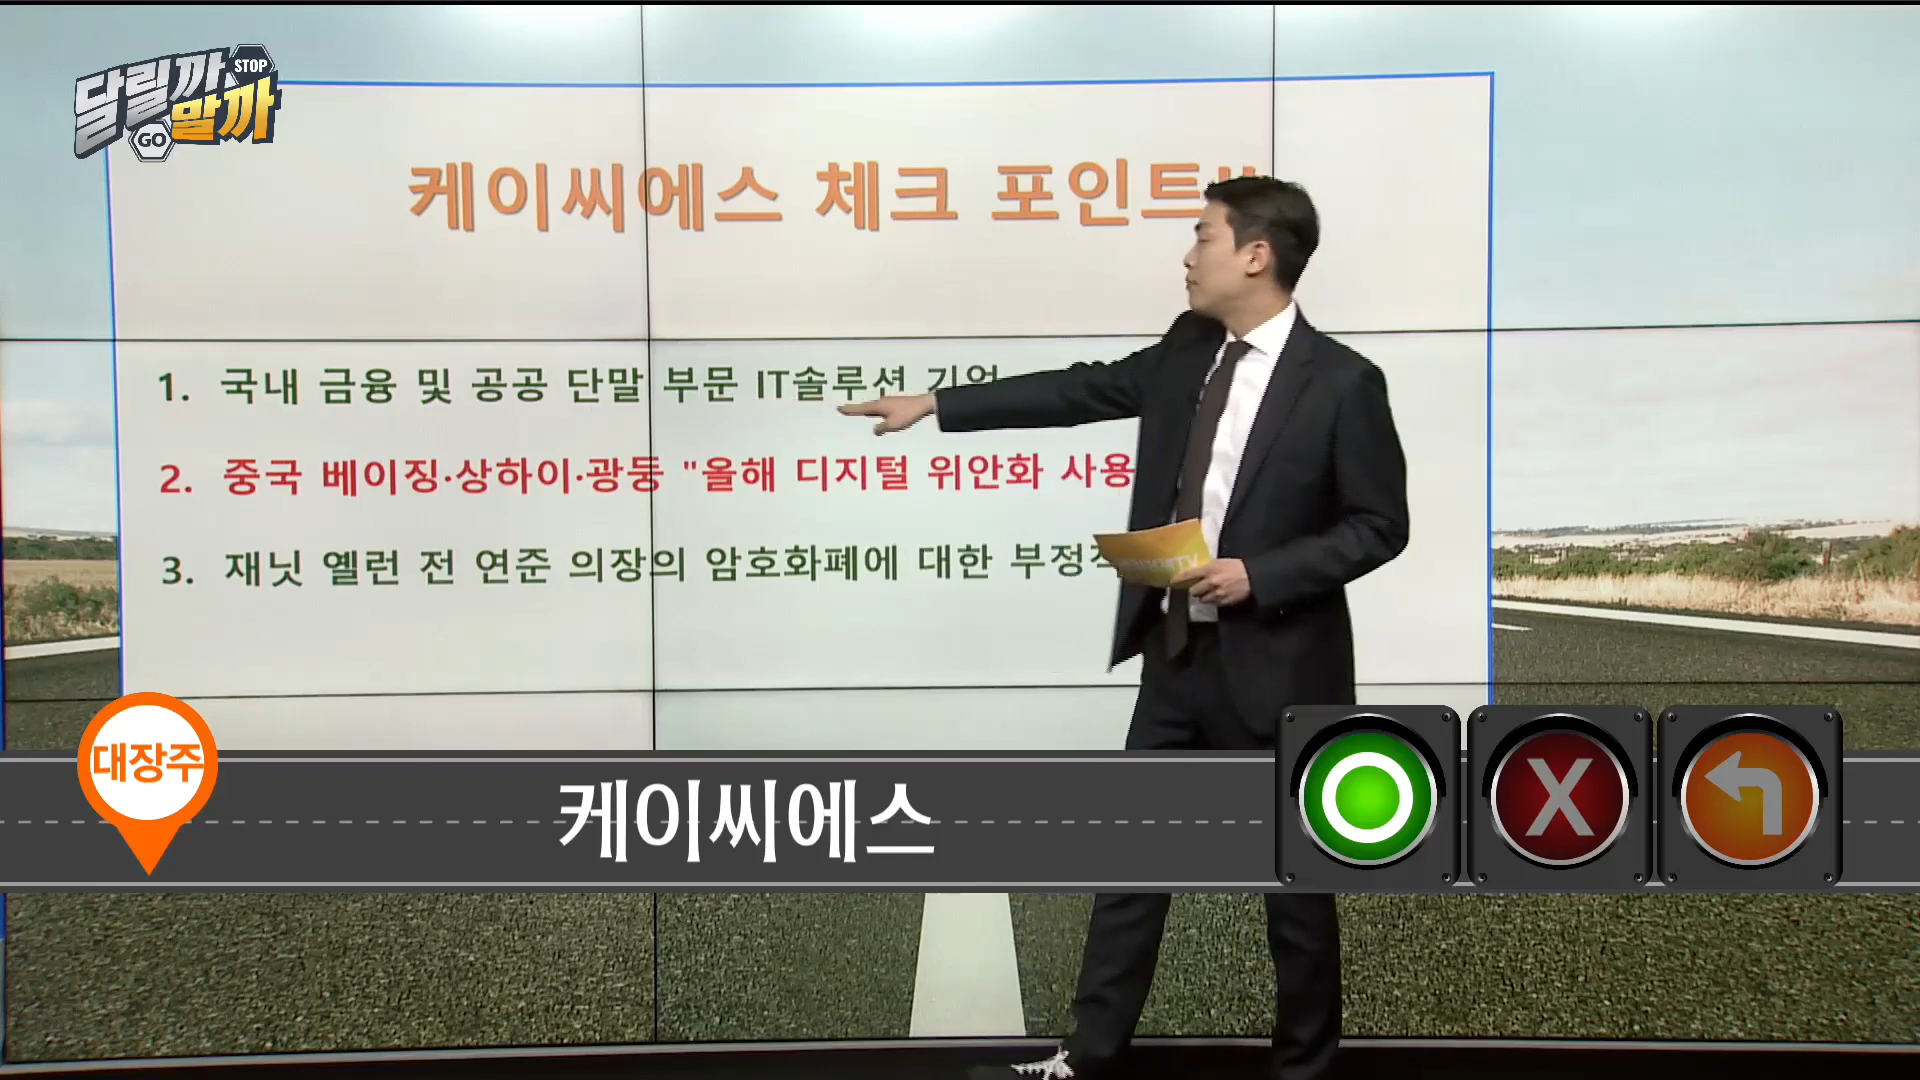 달릴까 STOP
GO 말까
케이씨에스 체크 포인트
1. 국내 금융 및 공공 단말 부문 IT솔루션 기업
2. 중국 베이징·상하이·광둥 "올해 디지털 위안화 사용
3. 재닛 옐런 전 연준 의장의 암호화폐에 대한
대장주
케이씨에스
X